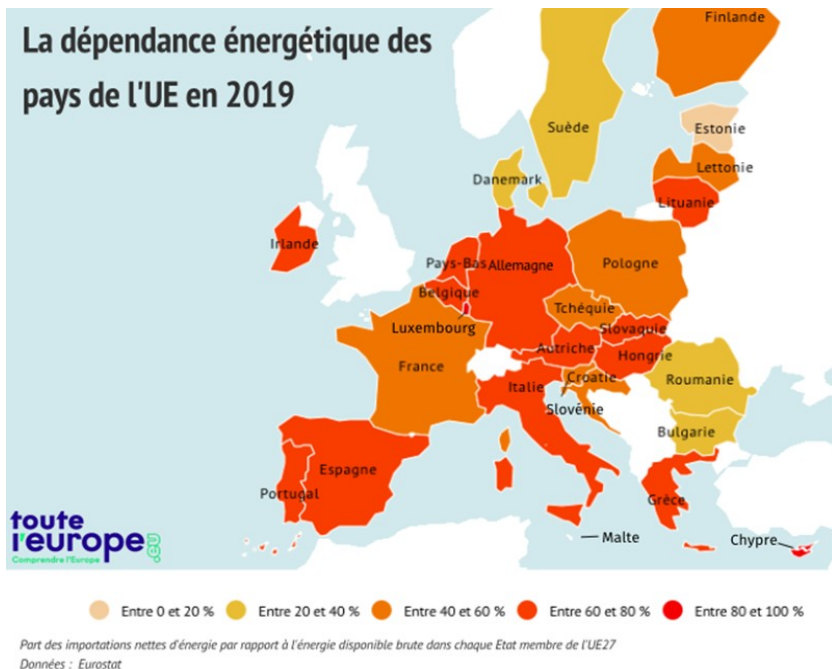 La dépendance énergétique des
pays de l'UE en 2019
Finlande
Suède
Estonie
Lettonie
Danemark
Lituanie
Irlande
Pays-Bas
Allemagne
Pologne
Belgique
Tchéquie
Luxembourg
Slovaquie
Autriche
Hongrie
France
Croatie
Roumanie
Italie
Slovénie
Bulgarie
Espagne
Portugal
Grèce
Malte
Chypre
toute
l'europe.eu
Comprendre l'Europe
Entre 0 et 20 % Entre 20 et 40 % Entre 40 et 60 % Entre 60 et 80 % Entre 80 et 100 %
Part des importations nettes d'énergie par rapport à l'énergie disponible brute dans chaque Etat membre de l'UE27
Données : Eurostat